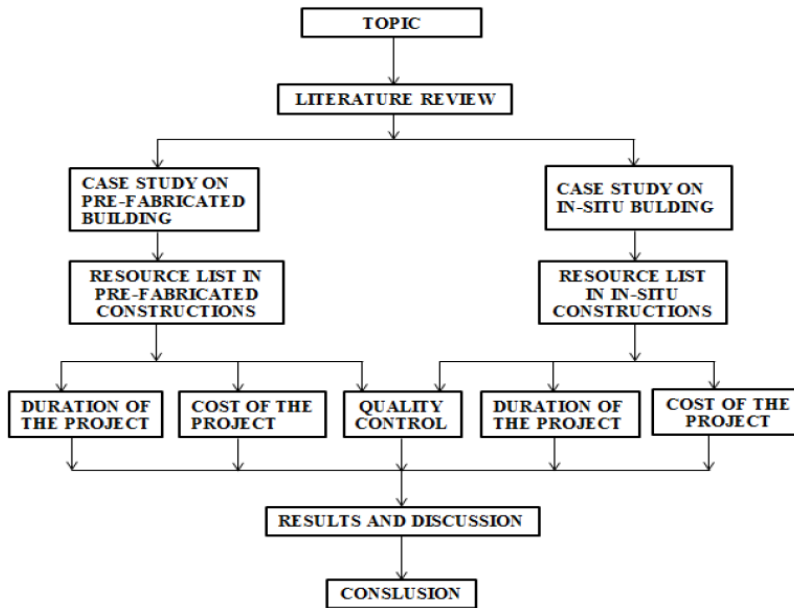 TOPIC
LITERATURE REVIEW
CASE STUDY ON
PRE-FABRICATED
BUILDING
CASE STUDY ON
IN-SITU BULDING
RESOURCE LIST IN
PRE-FABRICATED
CONSTRUCTIONS
RESOURCE LIST
IN IN-SITU
CONSTRUCTIONS
DURATION OF
THE PROJECT
COST OF THE
PROJECT
QUALITY
CONTROL
DURATION OF
THE PROJECT
COST OF THE
PROJECT
RESULTS AND DISCUSSION
CONSLUSION